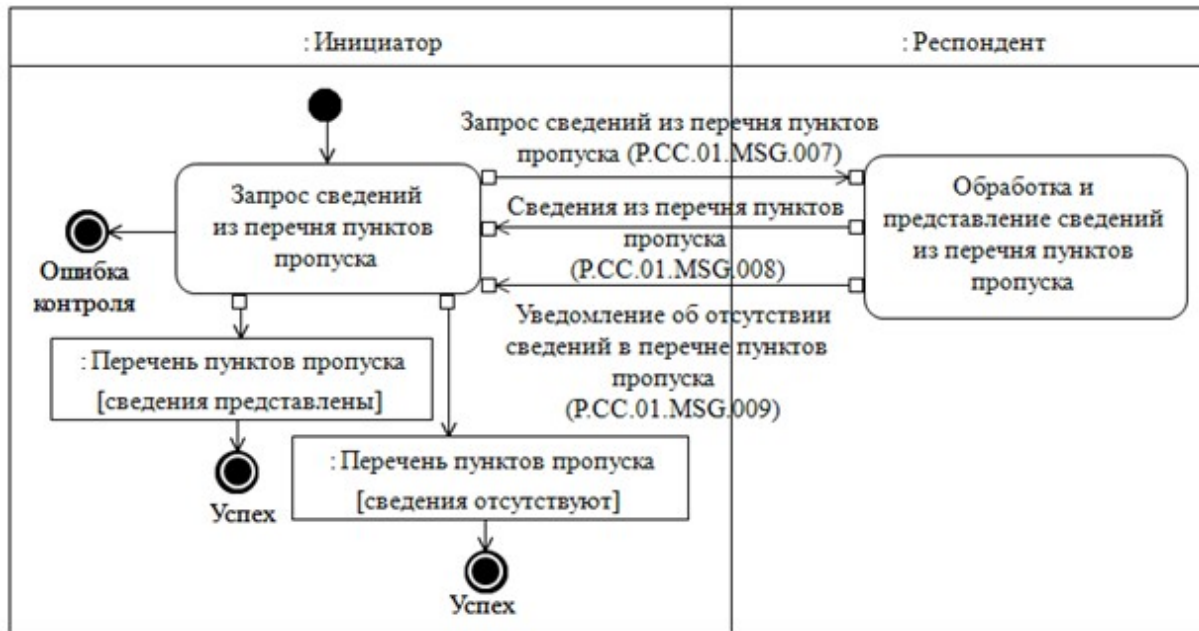 : Инициатор
: Респондент
Запрос сведений из перечня пунктов
пропуска (P.CC.01.MSG.007)
Запрос сведений
из перечня пунктов
пропуска
Сведения из перечня пунктов
пропуска
(P.CC.01.MSG.008)
Обработка и
представление сведений
из перечня пунктов
пропуска
Ошибка
контроля
Уведомление об отсутствии
сведений в перечне пунктов
пропуска
(P.CC.01.MSG.009)
: Перечень пунктов пропуска
[сведения представлены]
Успех
: Перечень пунктов пропуска
[сведения отсутствуют]
Успех